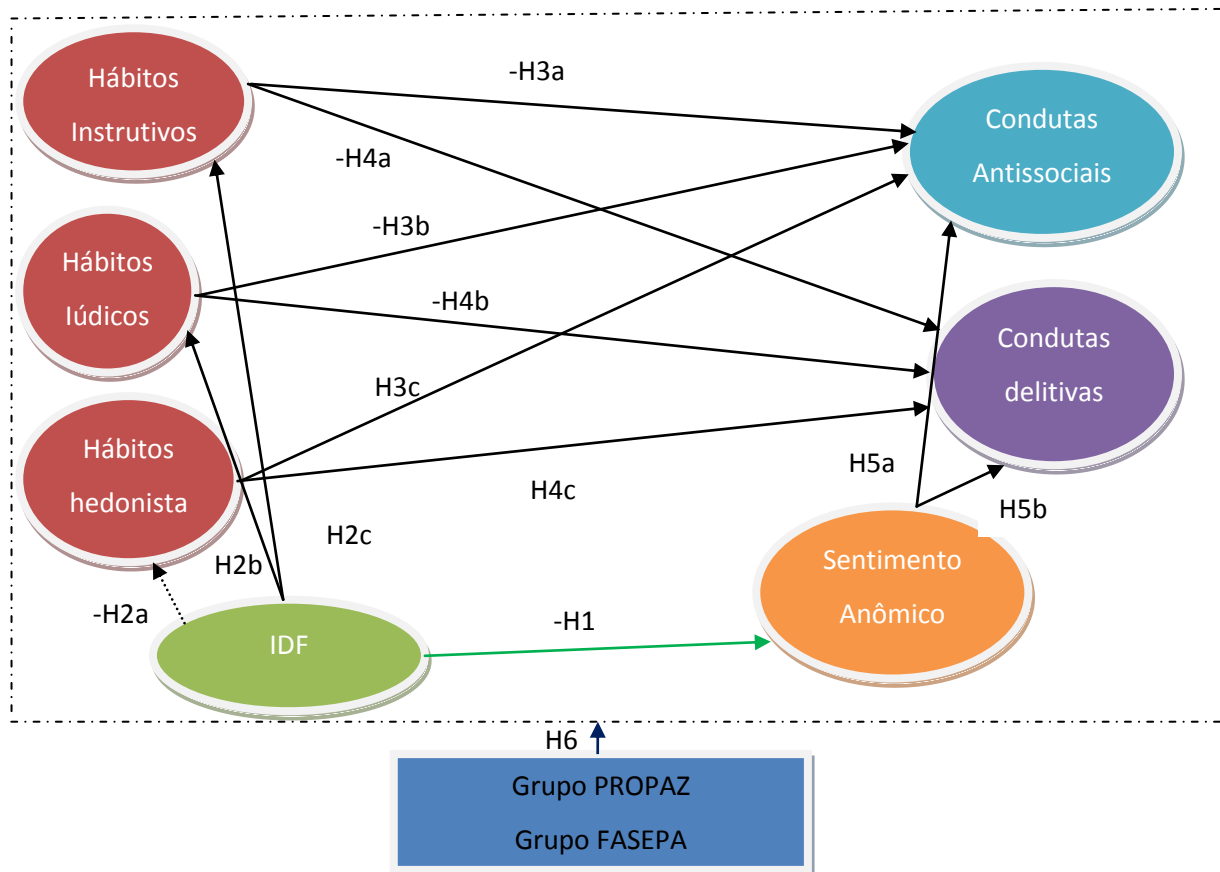 Hábitos
Instrutivos
-H3a
Condutas
Antissociais
-H4a
-H3b
Hábitos
Iúdicos
-H4b
Condutas
delitivas
H3c
Hábitos
hedonista
H4c
H5a
H5b
H2c
H2b
-H2a
IDF
-H1
Sentimento
Anômico
H6
Grupo PROPAZ
Grupo FASEPA